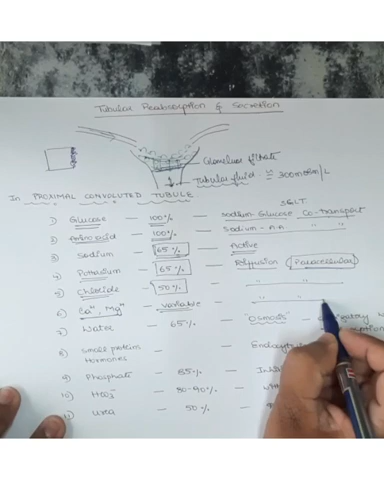 Tubular Reabsorption & Secretion
Glomerular filtrate
Tubular fluid ≅ 300mosm/L
In PROXIMAL CONVOLUTED TUBULE
SGLT
1) Glucose — 100% — Sodium-Glucose Co-transport
2) Amino acid — 100% — Sodium-A.A " "
3) Sodium — 65% — Active
4) Potassium — 65% — Diffusion (Paracellular)
5) Chloride — 50% — " "
6) Ca⁺⁺, Mg⁺⁺ — Variable — " "
7) Water — 65% — "Osmosis" —
8) Small protein —
Hormones
9) Phosphate — 85% —
10) HCO₃⁻ — 80-90% —
11) Urea — 50% —